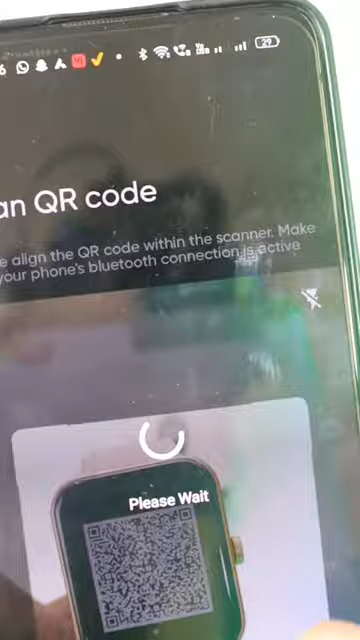 29
an QR code
e align the QR code within the scanner. Make
your phone's bluetooth connection is active
Please Wait